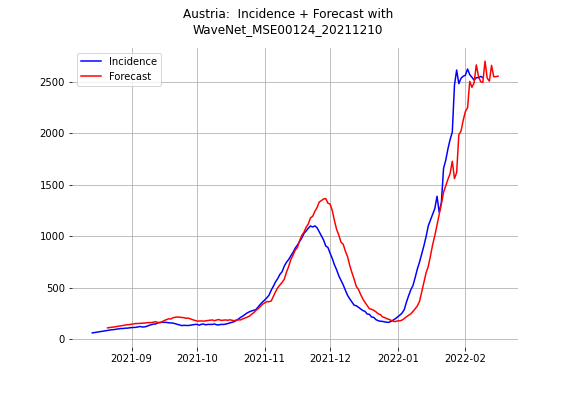 Austria:  Incidence + Forecast with
WaveNet_MSE00124_20211210
Incidence
Forecast
2500
2000
1500
1000
500
0
2021-09 2021-10 2021-11 2021-12 2022-01 2022-02